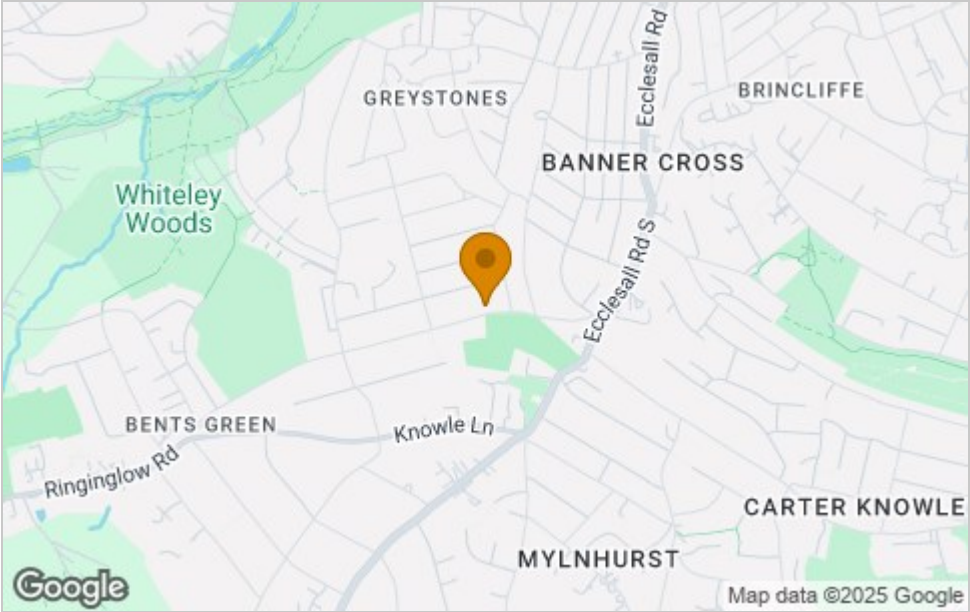 Ecclesall Rd
GREYSTONES
BRINCLIFFE
BANNER CROSS
Whiteley
Woods
Ecclesall Rd S
BENTS GREEN
Knowle Ln
Ringinglow Rd
CARTER KNOWLE
MYLNHURST
Google
Map data ©2025 Google